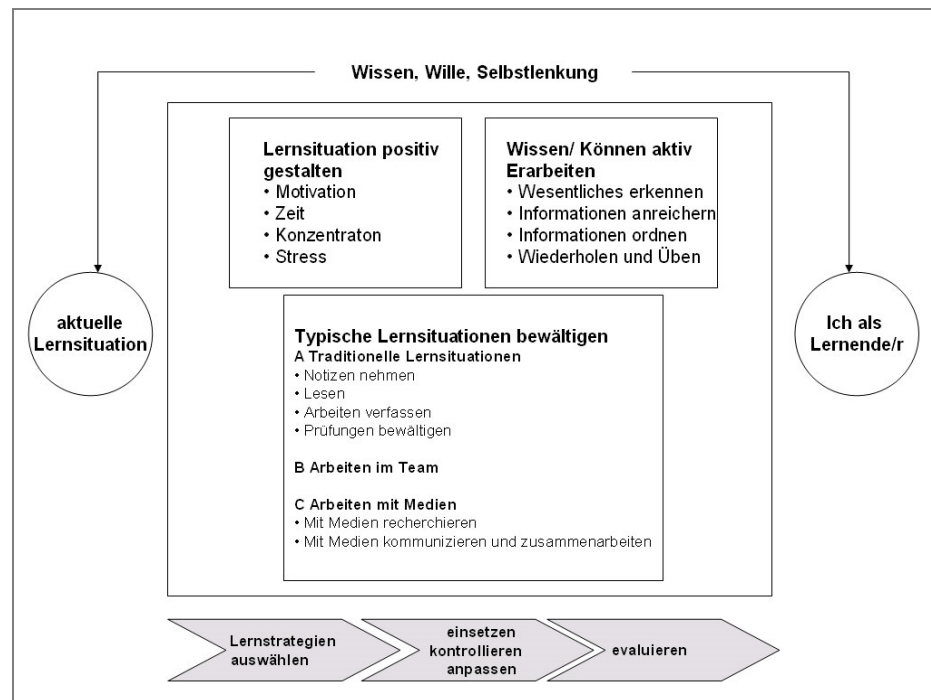 Wissen, Wille, Selbstlenkung
Lernsituation positiv
gestalten
• Motivation
• Zeit
• Konzentraton
• Stress
Wissen/ Können aktiv
Erarbeiten
• Wesentliches erkennen
• Informationen anreichern
• Informationen ordnen
• Wiederholen und Üben
aktuelle
Lernsituation
Ich als
Lernende/r
Typische Lernsituationen bewältigen
A Traditionelle Lernsituationen
• Notizen nehmen
• Lesen
• Arbeiten verfassen
• Prüfungen bewältigen
B Arbeiten im Team
C Arbeiten mit Medien
• Mit Medien recherchieren
• Mit Medien kommunizieren und zusammenarbeiten
Lernstrategien
auswählen
einsetzen
kontrollieren
anpassen
evaluieren